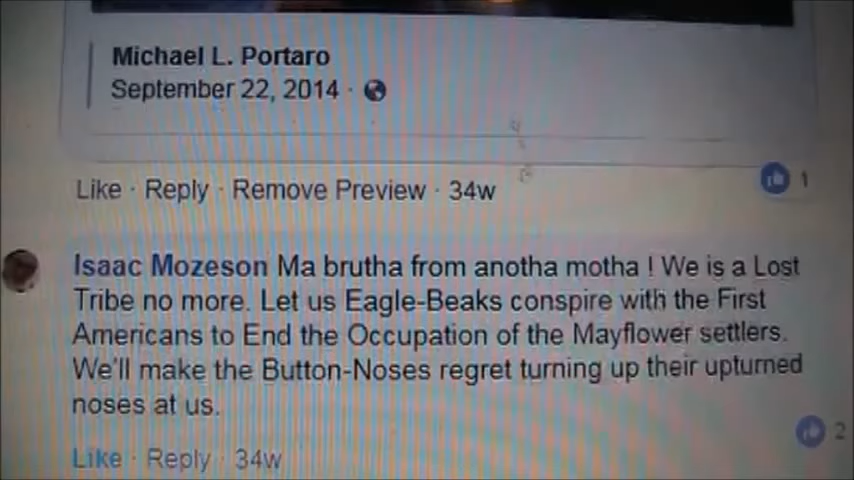 Michael L. Portaro
September 22, 2014 ·
Like · Reply · Remove Preview · 34w
1
Isaac Mozeson Ma brutha from anotha motha ! We is a Lost
Tribe no more. Let us Eagle-Beaks conspire with the First
Americans to End the Occupation of the Mayflower settlers.
We'll make the Button-Noses regret turning up their upturned
noses at us.
2
Like · Reply · 34w